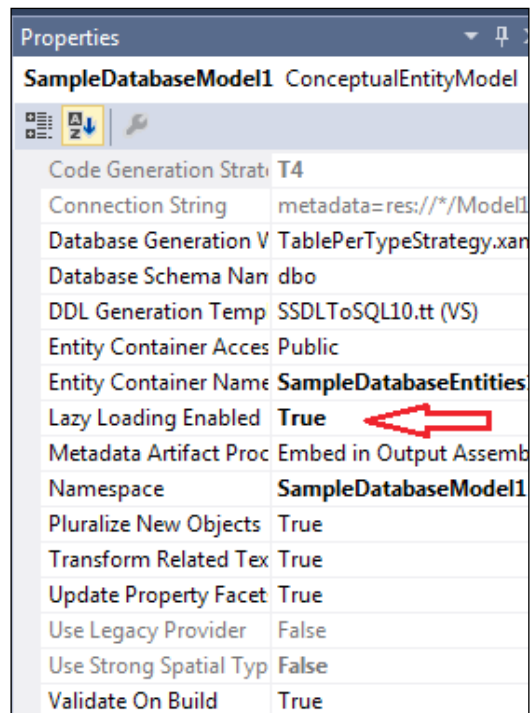 Properties
SampleDatabaseModel1 ConceptualEntityModel
Code Generation Strat T4
Connection String metadata=res://*/Model1
Database Generation V TablePerTypeStrategy.xam
Database Schema Nam dbo
DDL Generation Temp SSDLToSQL10.tt (VS)
Entity Container Acces Public
Entity Container Name SampleDatabaseEntities1
Lazy Loading Enabled True
Metadata Artifact Proc Embed in Output Assemb
Namespace SampleDatabaseModel1
Pluralize New Objects True
Transform Related Tex True
Update Property Facet True
Use Legacy Provider False
Use Strong Spatial Typ False
Validate On Build True